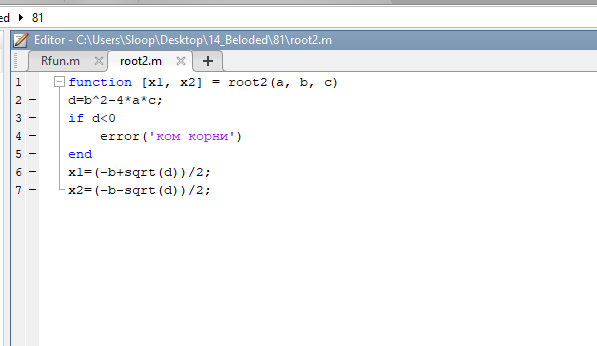 ed ▸ 81
Editor - C:\Users\Sloop\Desktop\14_Beloded\81\root2.m
Rfun.m × root2.m × +
1 function [x1, x2] = root2(a, b, c)
2 – d=b^2-4*a*c;
3 – if d<0
4 – error('ком корни')
5 – end
6 – x1=(-b+sqrt(d))/2;
7 – x2=(-b-sqrt(d))/2;